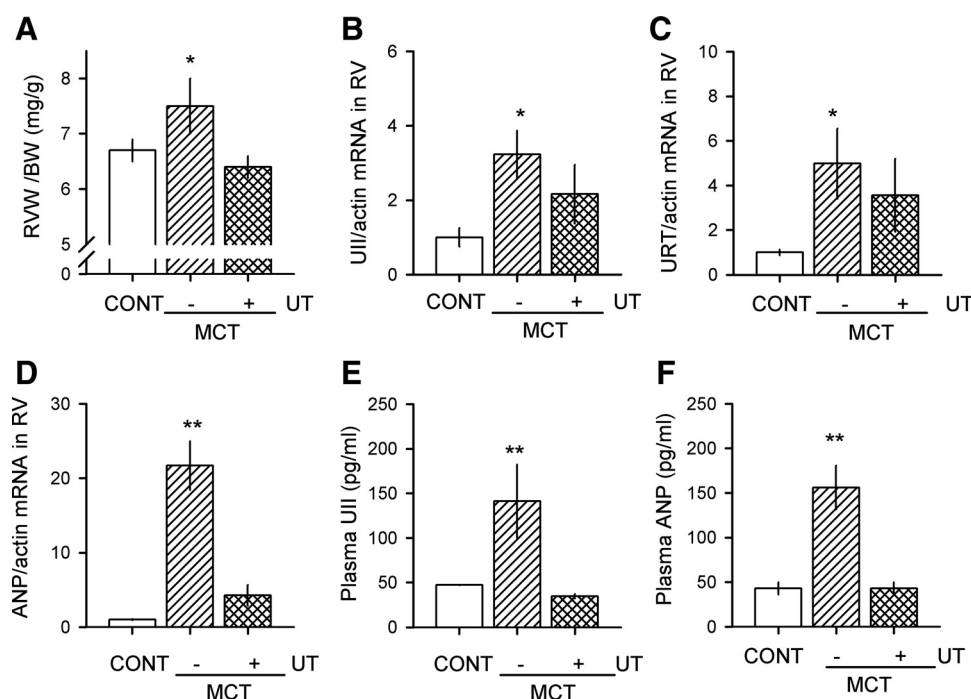 A
RVW /BW (mg/g)
8
7
6
5
0
*
CONT - + UT
MCT
B
UII/actin mRNA in RV
6
4
2
0
*
CONT - + UT
MCT
C
URT/actin mRNA in RV
10
8
6
4
2
0
*
CONT - + UT
MCT
D
ANP/actin mRNA in RV
30
20
10
0
**
CONT - + UT
MCT
E
Plasma UII (pg/ml)
250
200
150
100
50
0
**
CONT - + UT
MCT
F
Plasma ANP (pg/ml)
250
200
150
100
50
0
**
CONT - + UT
MCT